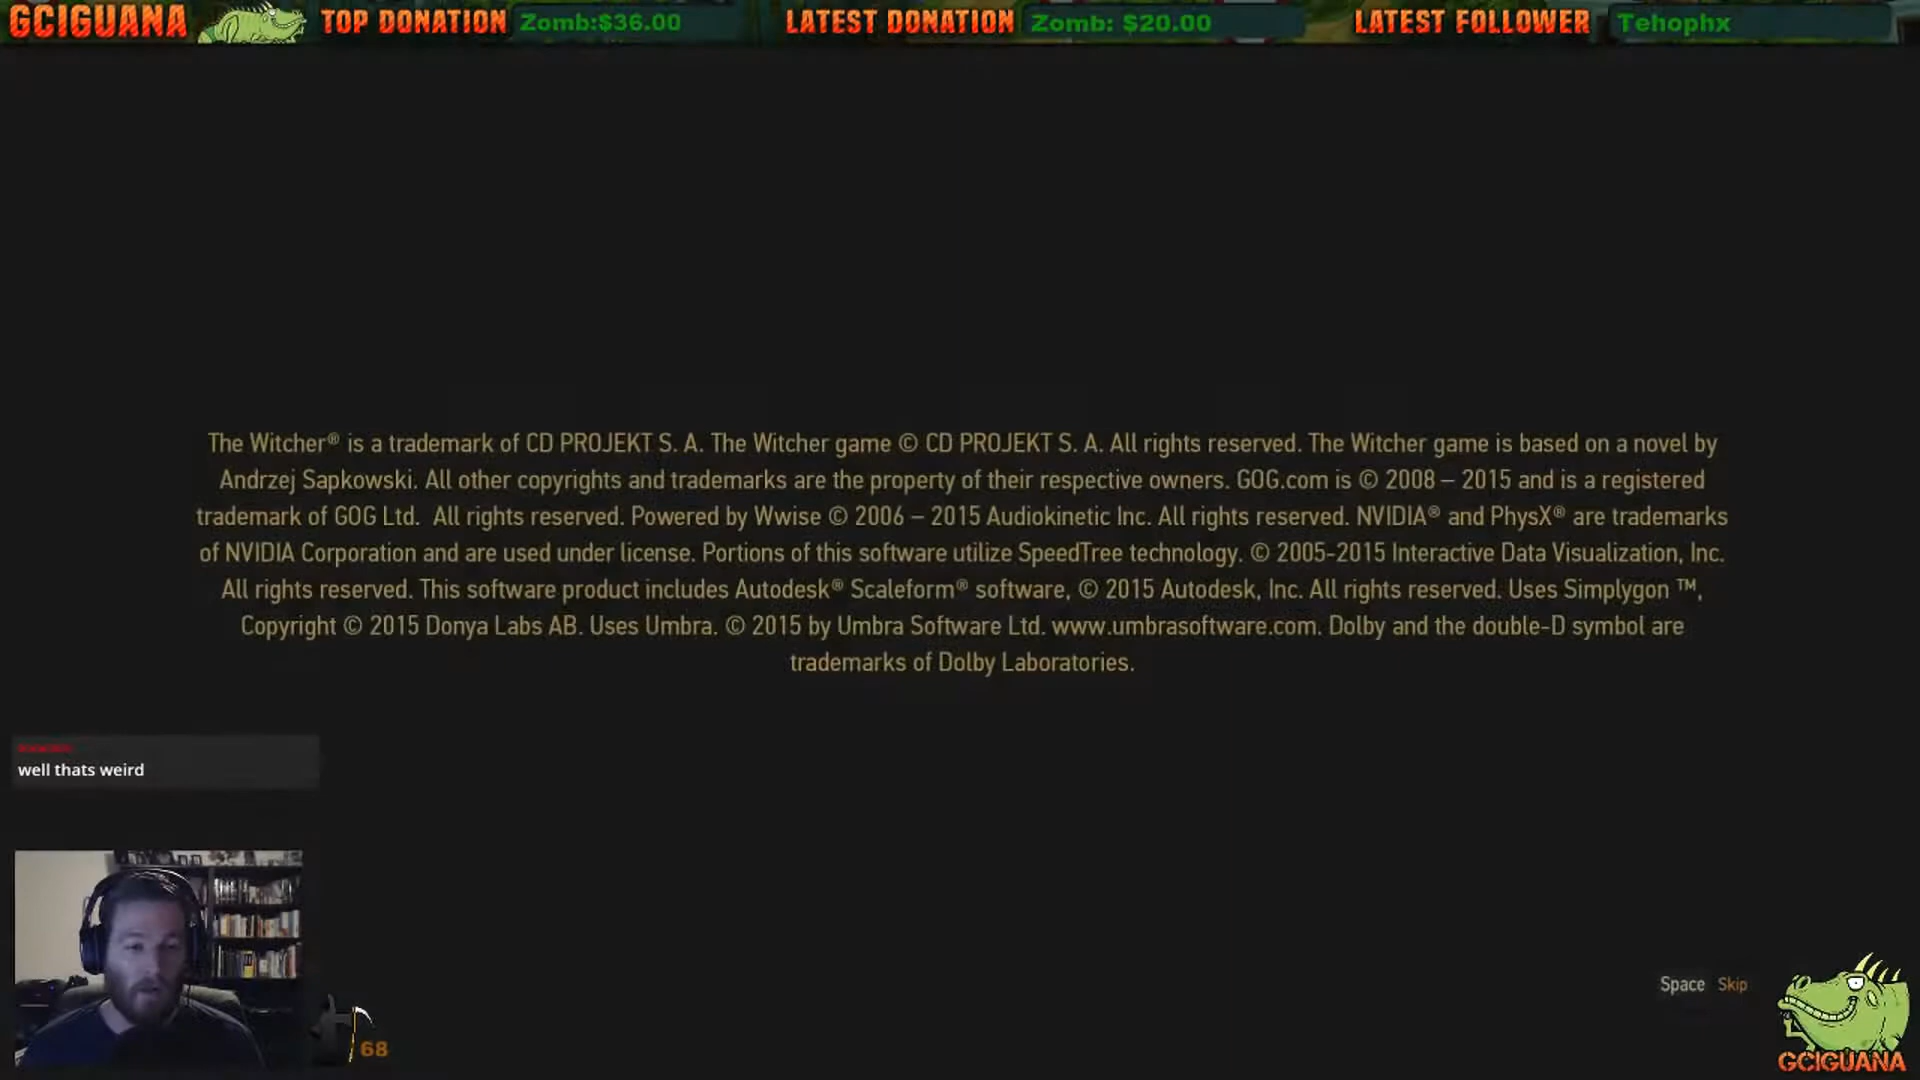 GCIGUANA TOP DONATION Zomb:$36.00 LATEST DONATION Zomb: $20.00 LATEST FOLLOWER Tehophx
The Witcher® is a trademark of CD PROJEKT S. A. The Witcher game © CD PROJEKT S. A. All rights reserved. The Witcher game is based on a novel by
Andrzej Sapkowski. All other copyrights and trademarks are the property of their respective owners. GOG.com is © 2008 – 2015 and is a registered
trademark of GOG Ltd.  All rights reserved. Powered by Wwise © 2006 – 2015 Audiokinetic Inc. All rights reserved. NVIDIA® and PhysX® are trademarks
of NVIDIA Corporation and are used under license. Portions of this software utilize SpeedTree technology. © 2005-2015 Interactive Data Visualization, Inc.
All rights reserved. This software product includes Autodesk® Scaleform® software, © 2015 Autodesk, Inc. All rights reserved. Uses Simplygon ™,
Copyright © 2015 Donya Labs AB. Uses Umbra. © 2015 by Umbra Software Ltd. www.umbrasoftware.com. Dolby and the double-D symbol are
trademarks of Dolby Laboratories.
well thats weird
Space Skip
68
GCIGUANA